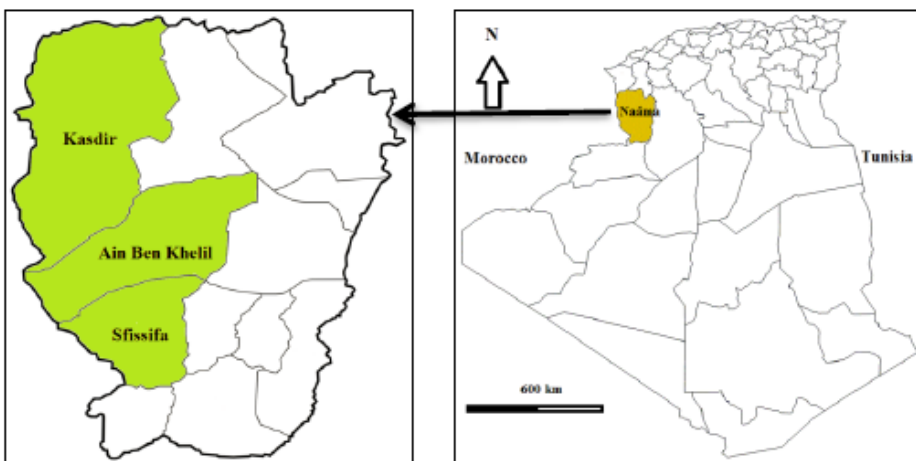 Kasdir
Ain Ben Khelil
Sfissifa
N
Naâma
Morocco
Tunisia
600 km